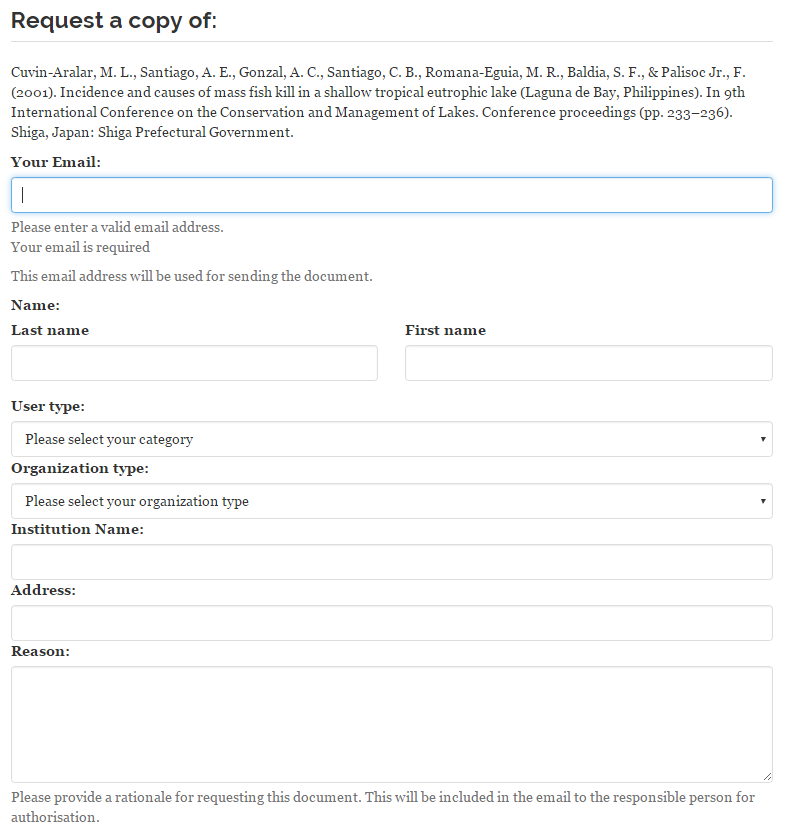 Request a copy of:
Cuvin-Aralar, M. L., Santiago, A. E., Gonzal, A. C., Santiago, C. B., Romana-Eguia, M. R., Baldia, S. F., & Palisoc Jr., F.
(2001). Incidence and causes of mass fish kill in a shallow tropical eutrophic lake (Laguna de Bay, Philippines). In 9th
International Conference on the Conservation and Management of Lakes. Conference proceedings (pp. 233–236).
Shiga, Japan: Shiga Prefectural Government.
Your Email:
Please enter a valid email address.
Your email is required
This email address will be used for sending the document.
Name:
Last name First name
User type:
Please select your category
Organization type:
Please select your organization type
Institution Name:
Address:
Reason:
Please provide a rationale for requesting this document. This will be included in the email to the responsible person for
authorisation.